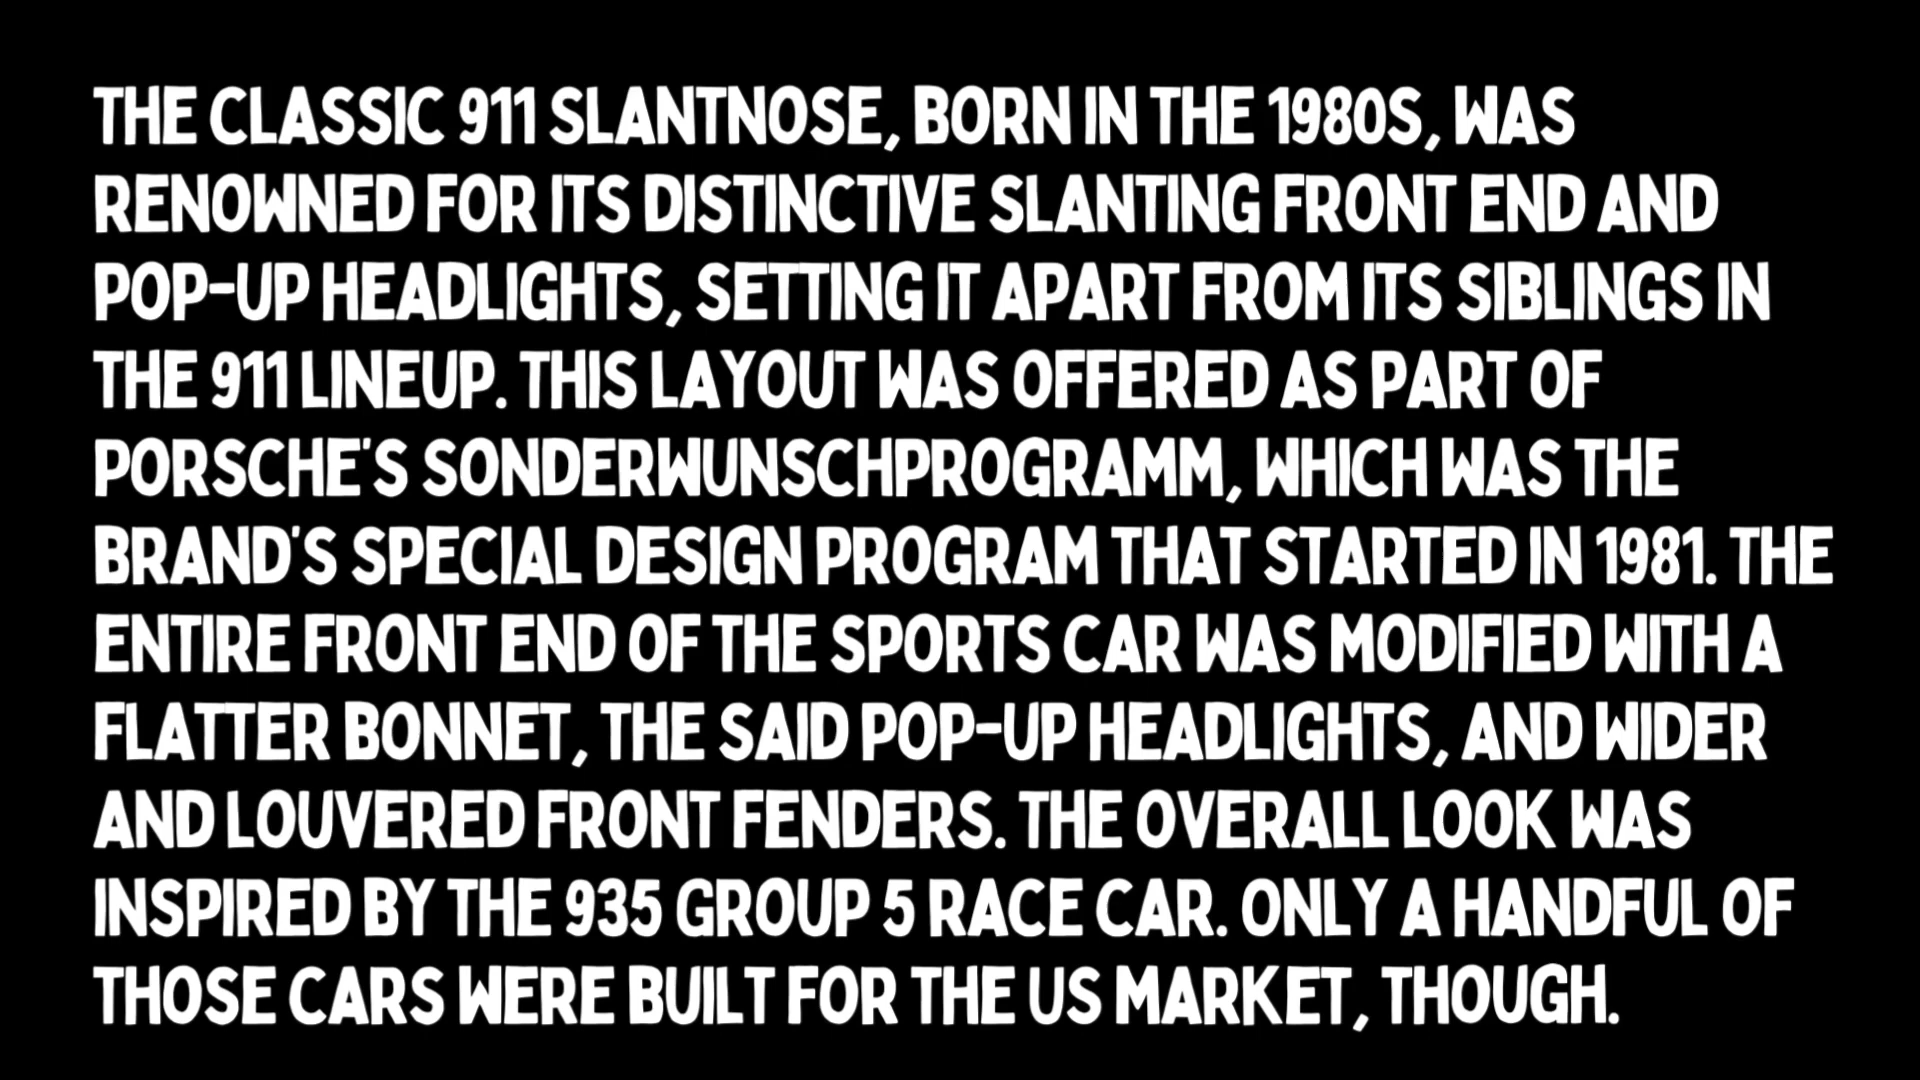 THE CLASSIC 911 SLANTNOSE, BORN IN THE 1980S, WAS
RENOWNED FOR ITS DISTINCTIVE SLANTING FRONT END AND
POP-UP HEADLIGHTS, SETTING IT APART FROM ITS SIBLINGS IN
THE 911 LINEUP. THIS LAYOUT WAS OFFERED AS PART OF
PORSCHE'S SONDERWUNSCHPROGRAMM, WHICH WAS THE
BRAND'S SPECIAL DESIGN PROGRAM THAT STARTED IN 1981. THE
ENTIRE FRONT END OF THE SPORTS CAR WAS MODIFIED WITH A
FLATTER BONNET, THE SAID POP-UP HEADLIGHTS, AND WIDER
AND LOUVERED FRONT FENDERS. THE OVERALL LOOK WAS
INSPIRED BY THE 935 GROUP 5 RACE CAR. ONLY A HANDFUL OF
THOSE CARS WERE BUILT FOR THE US MARKET, THOUGH.